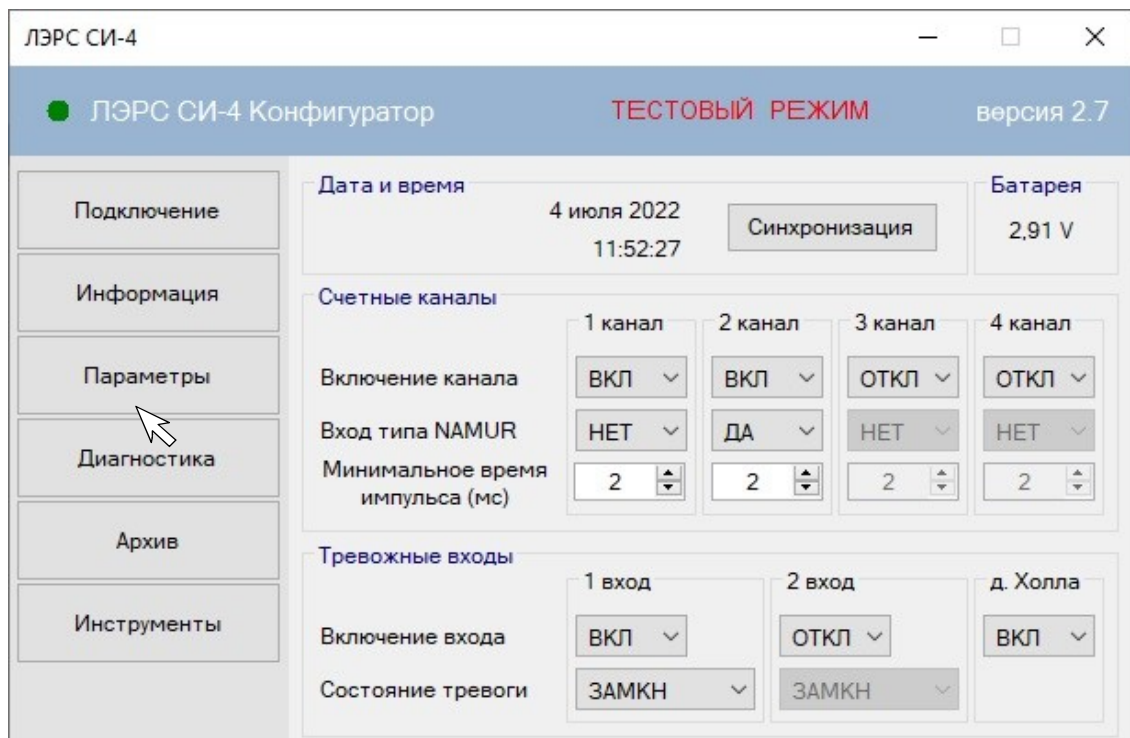 ЛЭРС СИ-4
ЛЭРС СИ-4 Конфигуратор ТЕСТОВЫЙ РЕЖИМ версия 2.7
Подключение
Информация
Параметры
Диагностика
Архив
Инструменты
Дата и время
4 июля 2022
11:52:27
Синхронизация
Батарея
2,91 V
Счетные каналы
1 канал 2 канал 3 канал 4 канал
Включение канала ВКЛ ВКЛ ОТКЛ ОТКЛ
Вход типа NAMUR НЕТ ДА НЕТ НЕТ
Минимальное время
импульса (мс) 2 2 2 2
Тревожные входы
1 вход 2 вход д. Холла
Включение входа ВКЛ ОТКЛ ВКЛ
Состояние тревоги ЗАМКН ЗАМКН